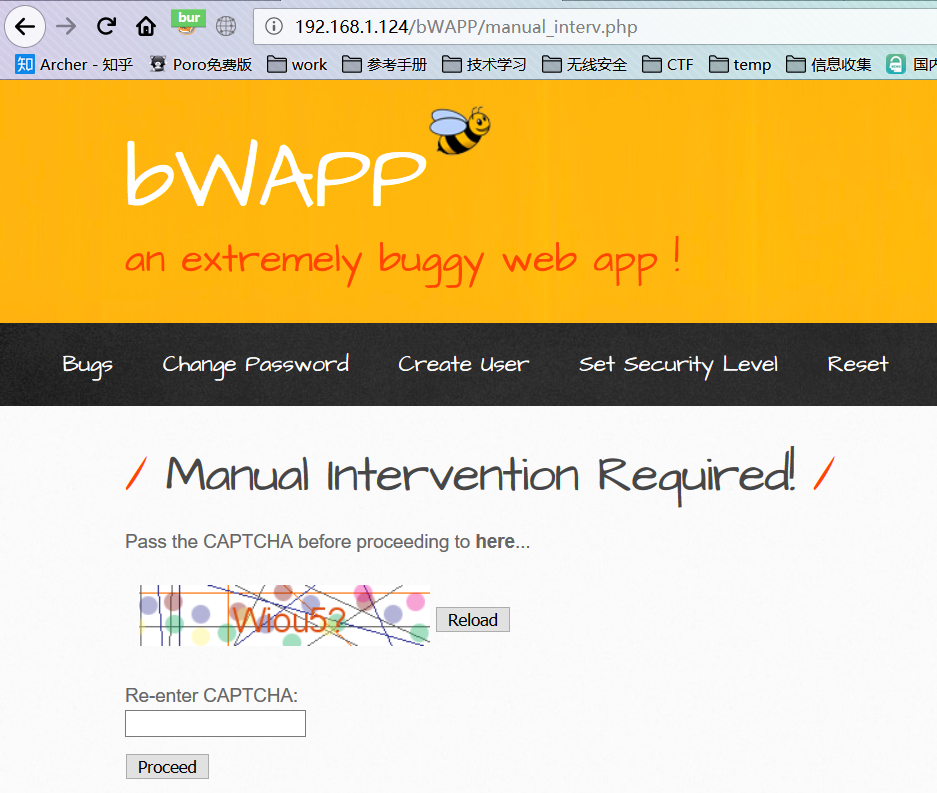 bur
192.168.1.124/bWAPP/manual_interv.php
知 Archer - 知乎 Poro免费版 work 参考手册 技术学习 无线安全 CTF temp 信息收集 国内
bWAPP
an extremely buggy web app !
Bugs Change Password Create User Set Security Level Reset
/ Manual Intervention Required! /
Pass the CAPTCHA before proceeding to here...
Wiou5? Reload
Re-enter CAPTCHA:
Proceed